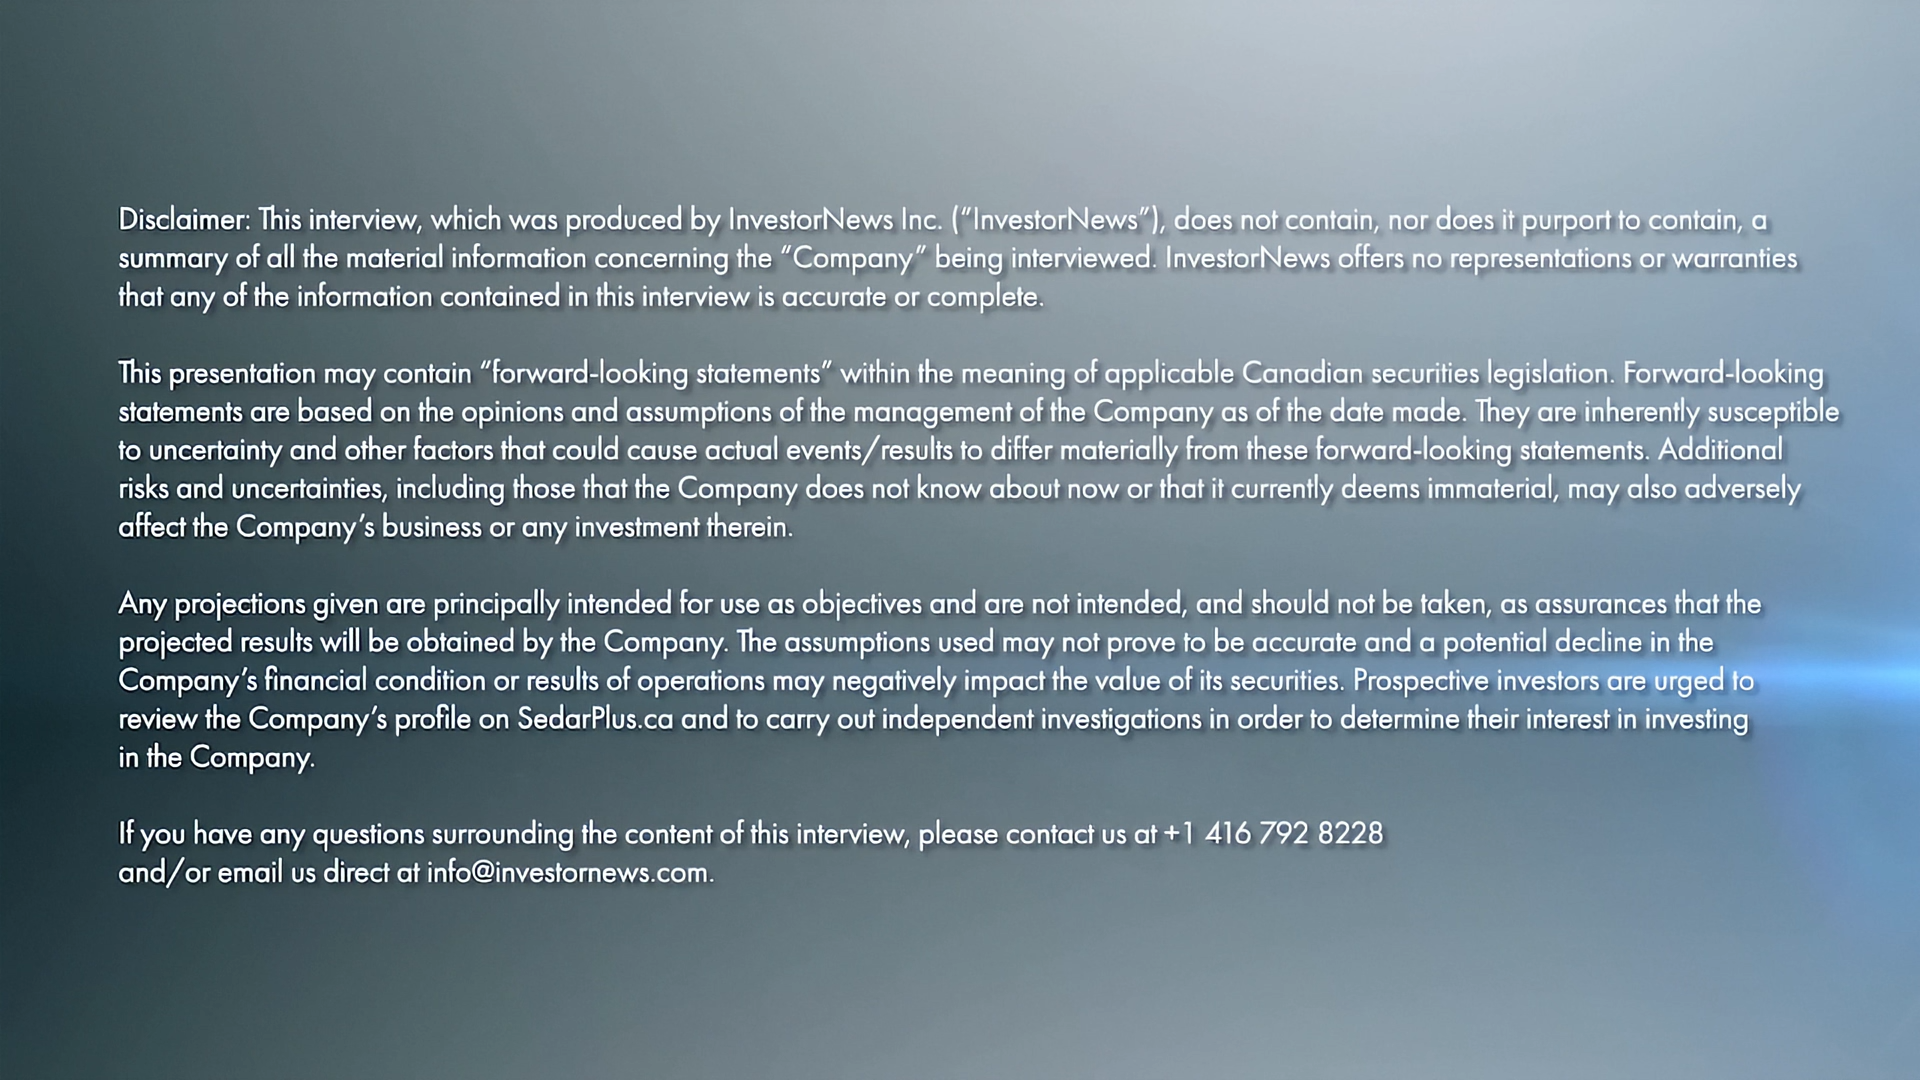 Disclaimer: This interview, which was produced by InvestorNews Inc. (“InvestorNews”), does not contain, nor does it purport to contain, a
summary of all the material information concerning the “Company” being interviewed. InvestorNews offers no representations or warranties
that any of the information contained in this interview is accurate or complete.
This presentation may contain “forward-looking statements” within the meaning of applicable Canadian securities legislation. Forward-looking
statements are based on the opinions and assumptions of the management of the Company as of the date made. They are inherently susceptible
to uncertainty and other factors that could cause actual events/results to differ materially from these forward-looking statements. Additional
risks and uncertainties, including those that the Company does not know about now or that it currently deems immaterial, may also adversely
affect the Company’s business or any investment therein.
Any projections given are principally intended for use as objectives and are not intended, and should not be taken, as assurances that the
projected results will be obtained by the Company. The assumptions used may not prove to be accurate and a potential decline in the
Company’s financial condition or results of operations may negatively impact the value of its securities. Prospective investors are urged to
review the Company’s profile on SedarPlus.ca and to carry out independent investigations in order to determine their interest in investing
in the Company.
If you have any questions surrounding the content of this interview, please contact us at +1 416 792 8228
and/or email us direct at info@investornews.com.